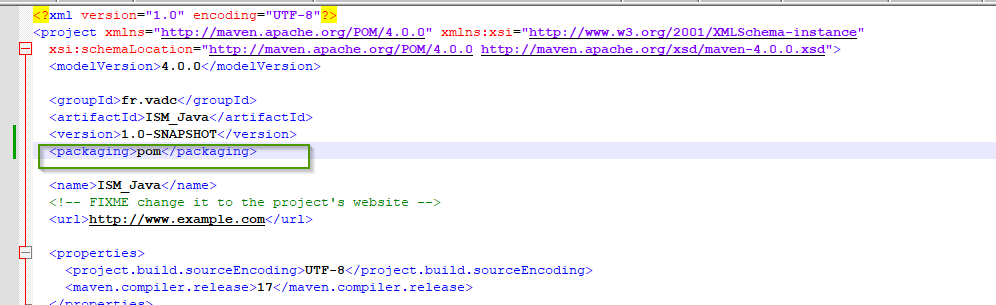 <?xml version="1.0" encoding="UTF-8"?>
<project xmlns="http://maven.apache.org/POM/4.0.0" xmlns:xsi="http://www.w3.org/2001/XMLSchema-instance"
xsi:schemaLocation="http://maven.apache.org/POM/4.0.0 http://maven.apache.org/xsd/maven-4.0.0.xsd">
<modelVersion>4.0.0</modelVersion>
<groupId>fr.vadc</groupId>
<artifactId>ISM_Java</artifactId>
<version>1.0-SNAPSHOT</version>
<packaging>pom</packaging>
<name>ISM_Java</name>
<!-- FIXME change it to the project's website -->
<url>http://www.example.com</url>
<properties>
<project.build.sourceEncoding>UTF-8</project.build.sourceEncoding>
<maven.compiler.release>17</maven.compiler.release>
</properties>